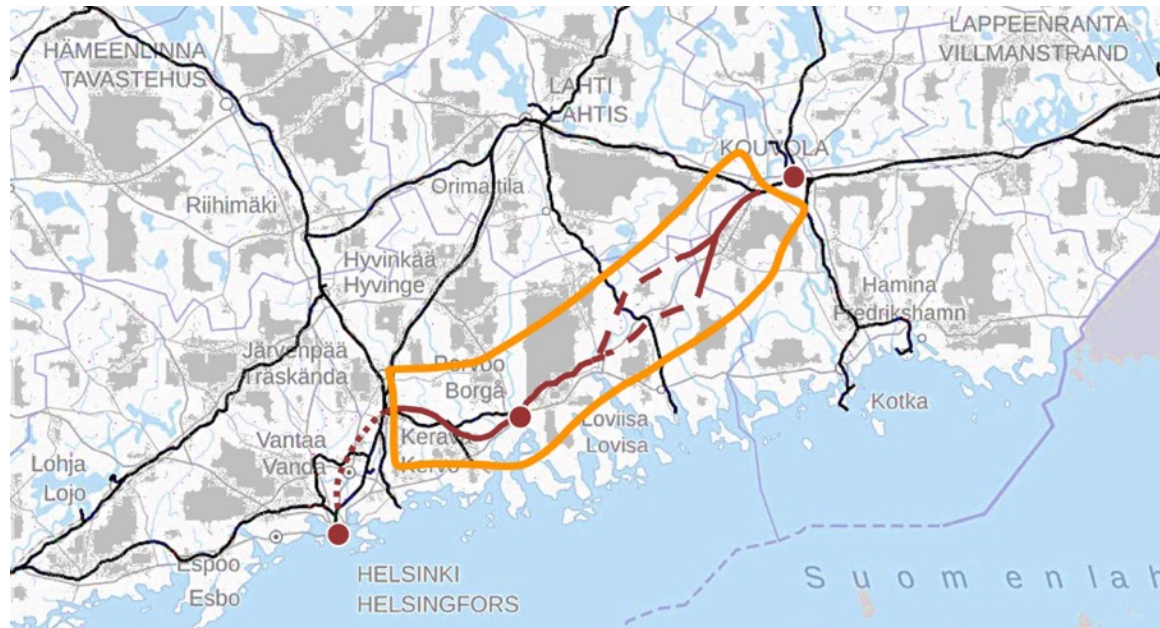 HÄMEENLINNA
TAVASTEHUS
LAPPEENRANTA
VILLMANSTRAND
LAHTI
LAHTIS
KOUVOLA
Orimattila
Riihimäki
Hyvinkää
Hyvinge
Hamina
Fredrikshamn
Järvenpää
Träskända
Porvoo
Borgå
Kotka
Loviisa
Lovisa
Kerava
Kervo
Vantaa
Vanda
Lohja
Lojo
Espoo
Esbo
HELSINKI
HELSINGFORS
Suomenlah